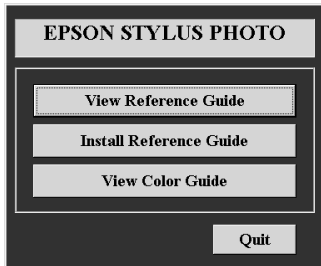 EPSON STYLUS PHOTO
View Reference Guide
Install Reference Guide
View Color Guide
Quit